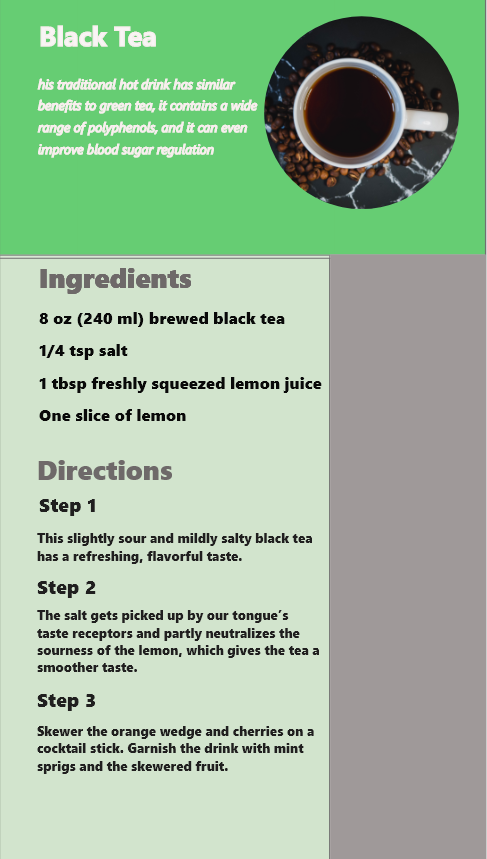 Black Tea
his traditional hot drink has similar
benefits to green tea, it contains a wide
range of polyphenols, and it can even
improve blood sugar regulation
Ingredients
8 oz (240 ml) brewed black tea
1/4 tsp salt
1 tbsp freshly squeezed lemon juice
One slice of lemon
Directions
Step 1
This slightly sour and mildly salty black tea
has a refreshing, flavorful taste.
Step 2
The salt gets picked up by our tongue’s
taste receptors and partly neutralizes the
sourness of the lemon, which gives the tea a
smoother taste.
Step 3
Skewer the orange wedge and cherries on a
cocktail stick. Garnish the drink with mint
sprigs and the skewered fruit.